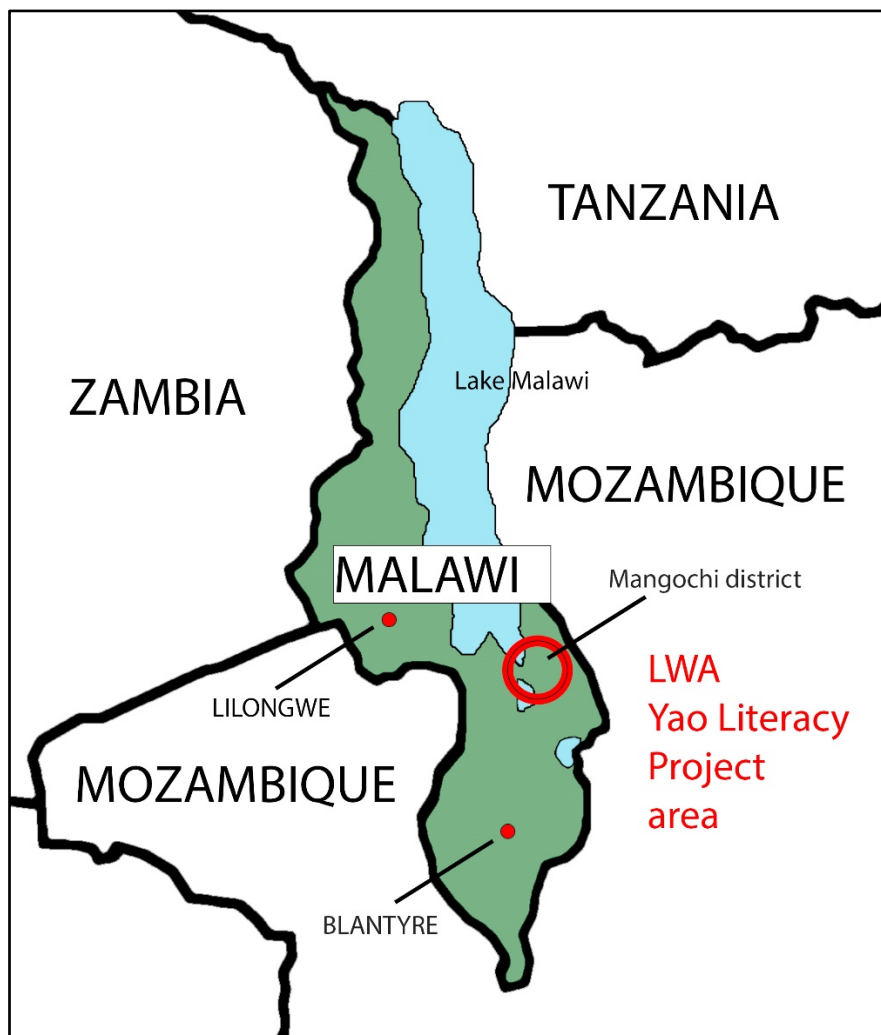 TANZANIA
Lake Malawi
ZAMBIA
MOZAMBIQUE
MALAWI
Mangochi district
LWA
Yao Literacy
Project
area
LILONGWE
MOZAMBIQUE
BLANTYRE